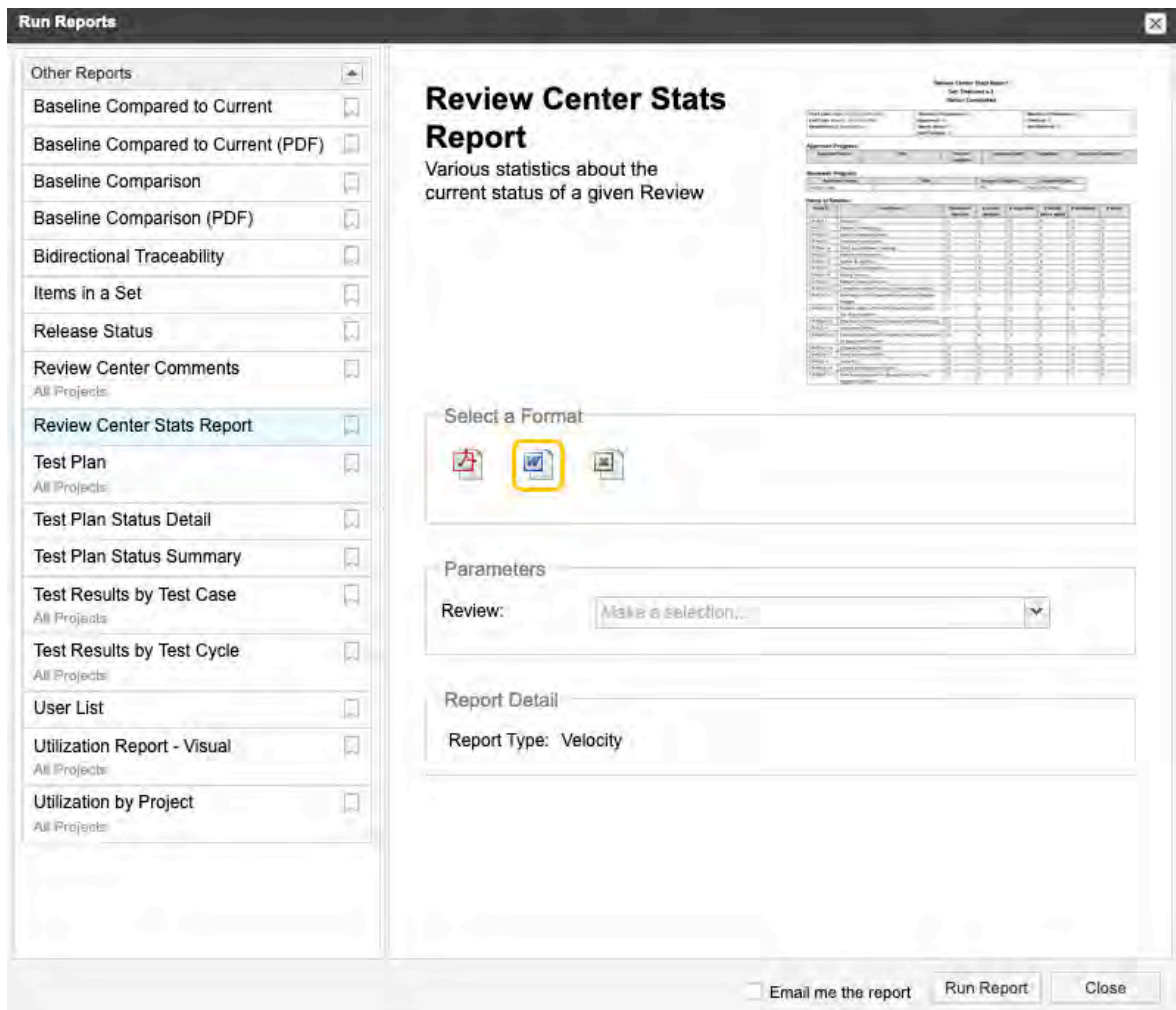 Run Reports
Other Reports
Baseline Compared to Current
Baseline Compared to Current (PDF)
Baseline Comparison
Baseline Comparison (PDF)
Bidirectional Traceability
Items in a Set
Release Status
Review Center Comments
All Projects
Review Center Stats Report
Test Plan
All Projects
Test Plan Status Detail
Test Plan Status Summary
Test Results by Test Case
All Projects
Test Results by Test Cycle
All Projects
User List
Utilization Report - Visual
All Projects
Utilization by Project
All Projects
Review Center Stats
Report
Various statistics about the
current status of a given Review
Select a Format
Parameters
Review:
Make a selection...
Report Detail
Report Type: Velocity
Email me the report
Run Report
Close